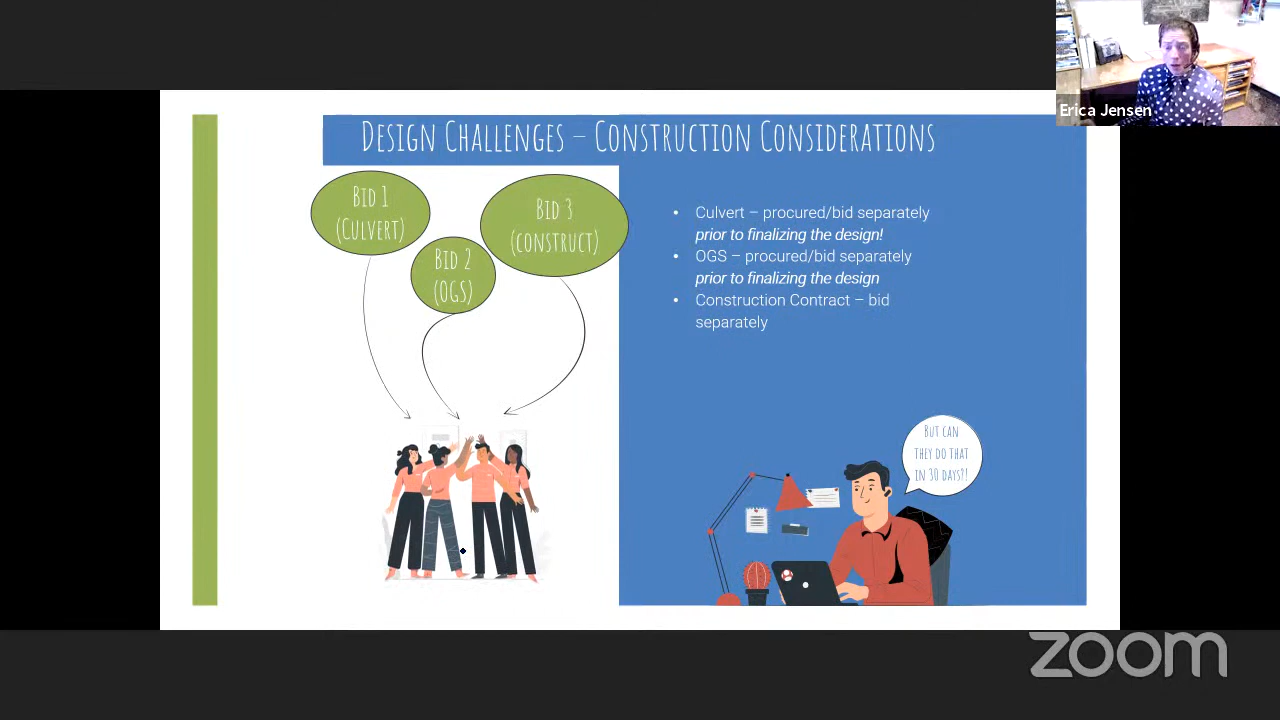 Erica Jensen
Design Challenges – Construction Considerations
Bid 1
(Culvert)
Bid 2
(OGS)
Bid 3
(construct)
• Culvert – procured/bid separately
prior to finalizing the design!
• OGS – procured/bid separately
prior to finalizing the design
• Construction Contract – bid
separately
But can
they do that
in 30 days?!
zoom